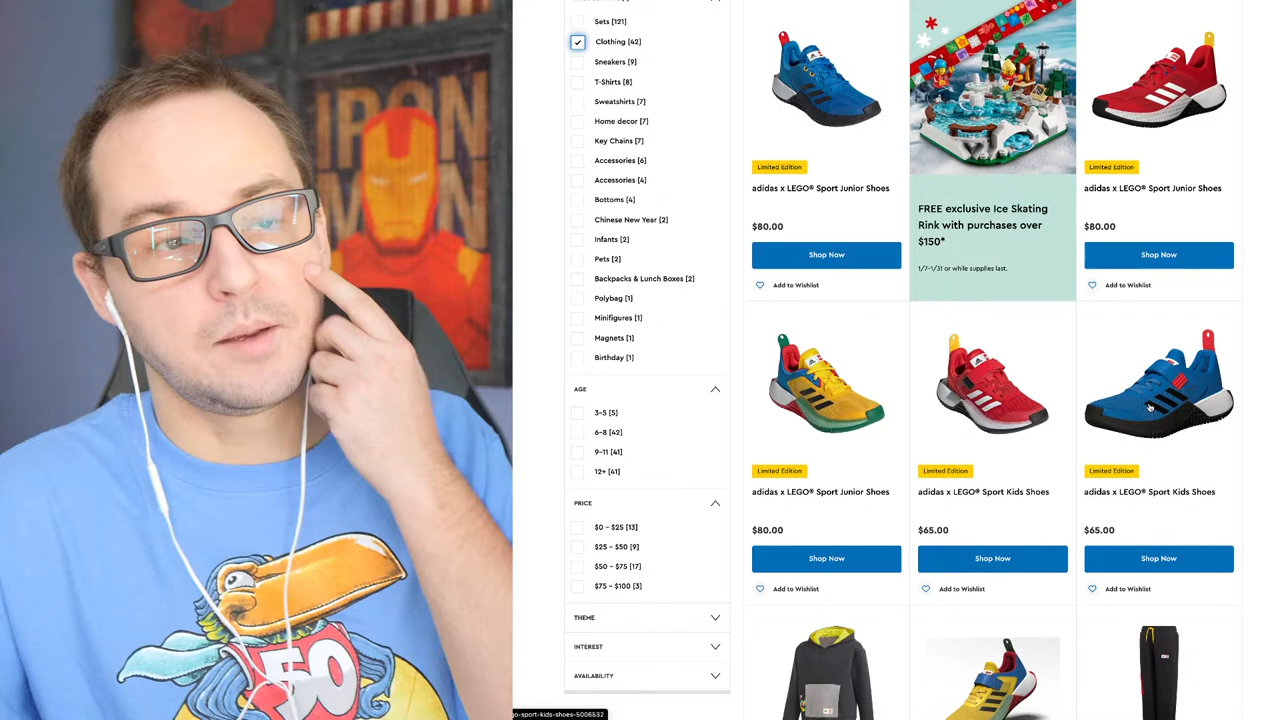 IRON
MAN
50
Sets [121]
Clothing [42]
Sneakers [9]
T-Shirts [8]
Sweatshirts [7]
Home decor [7]
Key Chains [7]
Accessories [6]
Accessories [4]
Bottoms [4]
Chinese New Year [2]
Infants [2]
Pets [2]
Backpacks & Lunch Boxes [2]
Polybag [1]
Minifigures [1]
Magnets [1]
Birthday [1]
AGE
3-5 [5]
6-8 [42]
9-11 [41]
12+ [41]
PRICE
$0 - $25 [13]
$25 - $50 [9]
$50 - $75 [17]
$75 - $100 [3]
THEME
INTEREST
AVAILABILITY
Limited Edition
adidas x LEGO® Sport Junior Shoes
$80.00
Shop Now
Add to Wishlist
FREE exclusive Ice Skating
Rink with purchases over
$150*
1/7-1/31 or while supplies last.
Limited Edition
adidas x LEGO® Sport Junior Shoes
$80.00
Shop Now
Add to Wishlist
Limited Edition
adidas x LEGO® Sport Junior Shoes
$80.00
Shop Now
Add to Wishlist
Limited Edition
adidas x LEGO® Sport Kids Shoes
$65.00
Shop Now
Add to Wishlist
Limited Edition
adidas x LEGO® Sport Kids Shoes
$65.00
Shop Now
Add to Wishlist
go-sport-kids-shoes-5006532